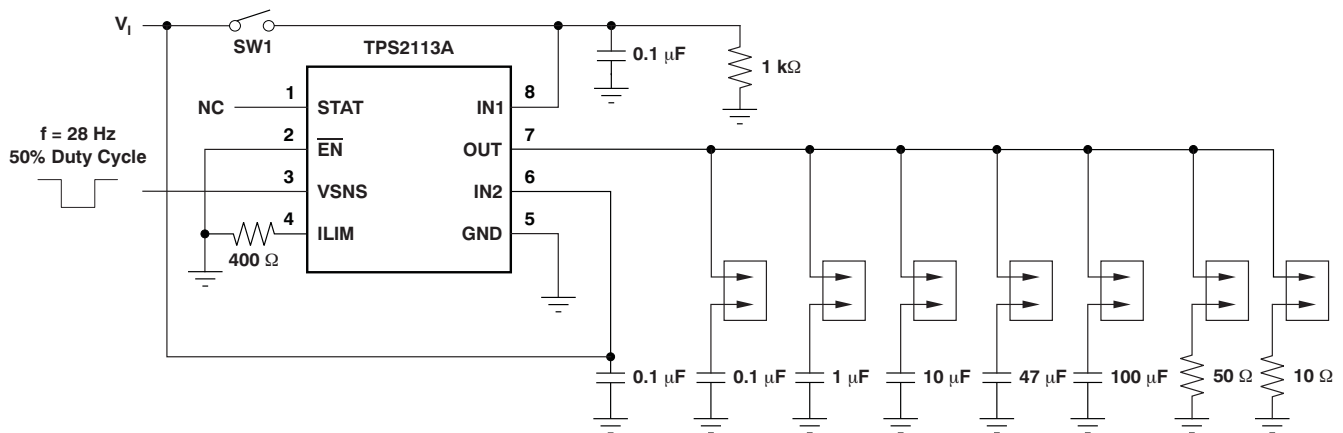 V_I
SW1
TPS2113A
0.1 μF
1 kΩ
NC
1
STAT
IN1
8
f = 28 Hz
50% Duty Cycle
2
E̅N̅
OUT
7
3
VSNS
IN2
6
4
ILIM
GND
5
400 Ω
0.1 μF
0.1 μF
1 μF
10 μF
47 μF
100 μF
50 Ω
10 Ω